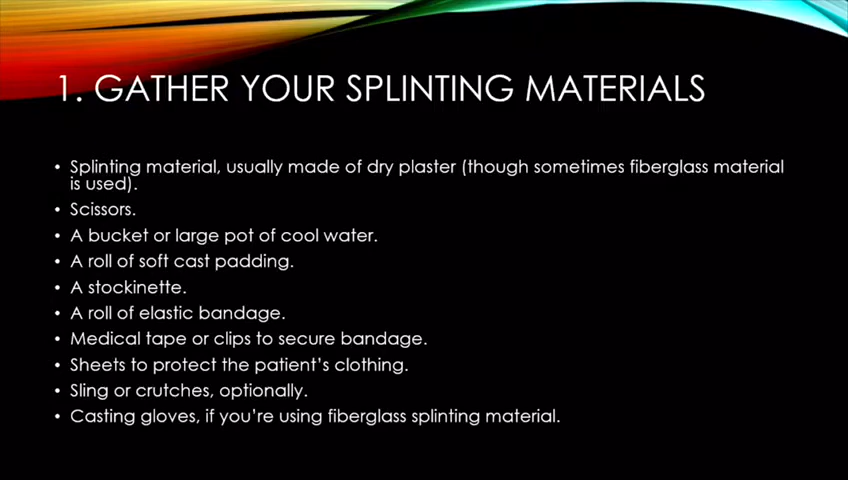 1. GATHER YOUR SPLINTING MATERIALS
• Splinting material, usually made of dry plaster (though sometimes fiberglass material
is used).
• Scissors.
• A bucket or large pot of cool water.
• A roll of soft cast padding.
• A stockinette.
• A roll of elastic bandage.
• Medical tape or clips to secure bandage.
• Sheets to protect the patient's clothing.
• Sling or crutches, optionally.
• Casting gloves, if you're using fiberglass splinting material.